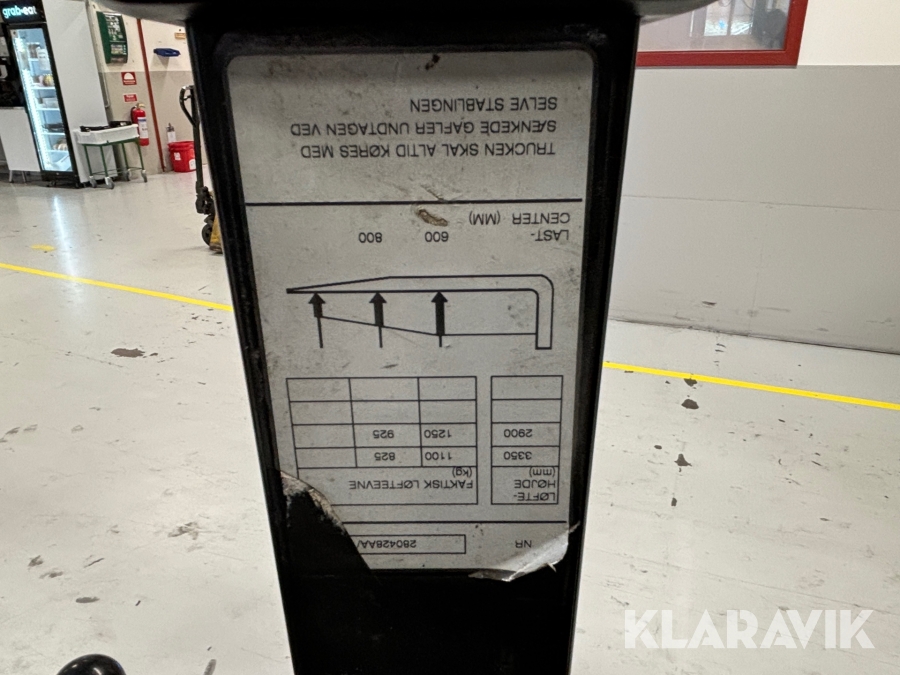 NR 280428AA
LØFTE-
HØJDE
(mm)
FAKTISK LØFTEEVNE
(kg)
3350 1100 825
2900 1250 925
LAST-
CENTER (MM)
600 800
TRUCKEN SKAL ALTID KØRES MED
SÆNKEDE GAFLER UNDTAGEN VED
SELVE STABLINGEN
grab-eat
KLARAVIK